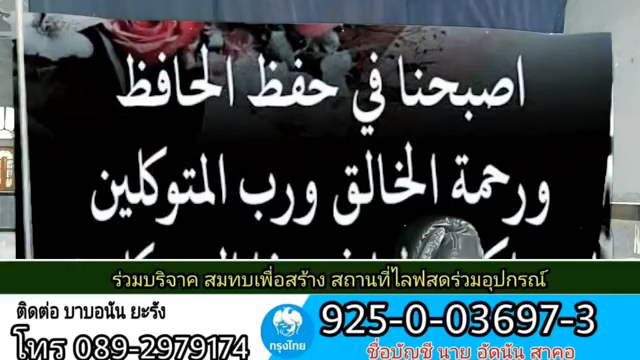 اصبحنا في حفظ الحافظ
ورحمة الخالق ورب المتوكلين
ร่วมบริจาค สมทบเพื่อสร้าง สถานที่ไลฟสดร่วมอุปกรณ์
ติดต่อ บาบอนัน ยะรัง
โทร 089-2979174
กรุงไทย
925-0-03697-3
ชื่อบัญชี นาย อัดนัน สาคอ